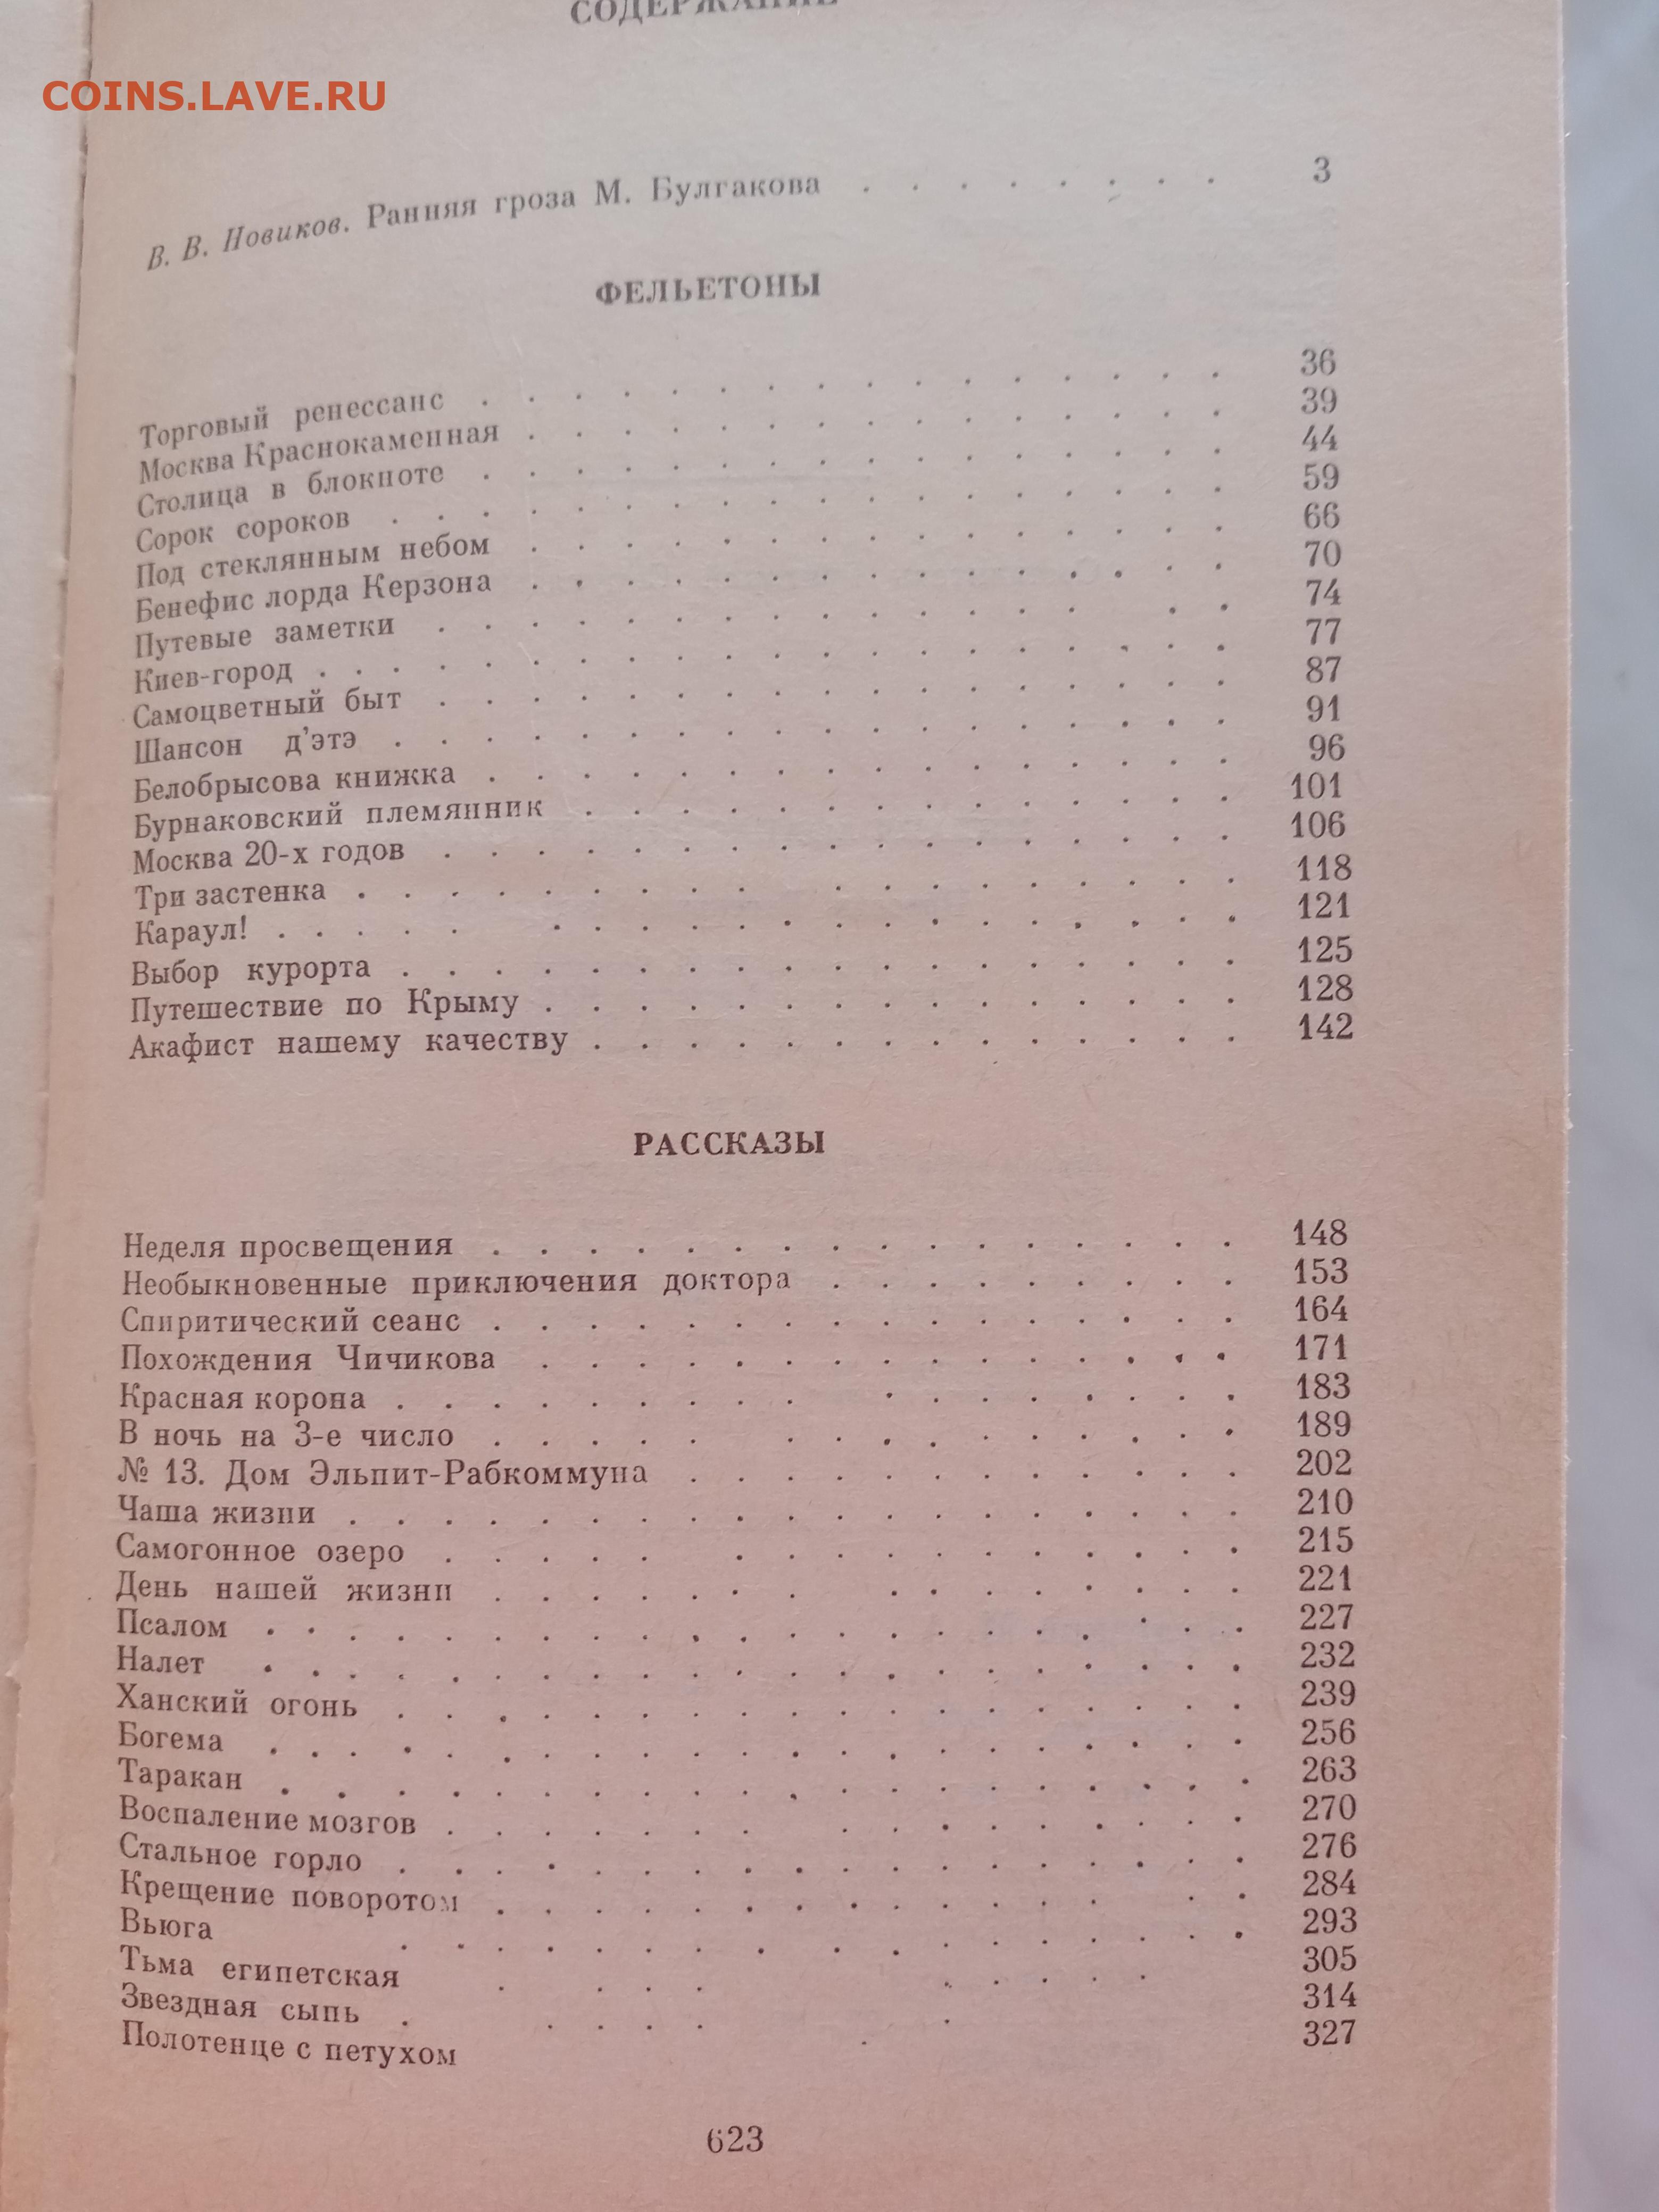 СОДЕРЖАНИЕ
COINS.LAVE.RU
В. В. Новиков. Ранняя гроза М. Булгакова . . . . . . . . 3
ФЕЛЬЕТОНЫ
Торговый ренессанс . . . . . . . . . . . . . . . . 36
Москва Краснокаменная . . . . . . . . . . . . . . . 39
Столица в блокноте . . . . . . . . . . . . . . . . 44
Сорок сороков . . . . . . . . . . . . . . . . . . 59
Под стеклянным небом . . . . . . . . . . . . . . . 66
Бенефис лорда Керзона . . . . . . . . . . . . . . . 70
Путевые заметки . . . . . . . . . . . . . . . . 74
Киев-город . . . . . . . . . . . . . . . . . . . . 77
Самоцветный быт . . . . . . . . . . . . . . . . . 87
Шансон д'этэ . . . . . . . . . . . . . . . . . . 91
Белобрысова книжка . . . . . . . . . . . . . . . . 96
Бурнаковский племянник . . . . . . . . . . . . . . 101
Москва 20-х годов . . . . . . . . . . . . . . . . . 106
Три застенка . . . . . . . . . . . . . . . . . . 118
Караул! . . . . . . . . . . . . . . . . . . . 121
Выбор курорта . . . . . . . . . . . . . . . . . . 125
Путешествие по Крыму . . . . . . . . . . . . . . . 128
Акафист нашему качеству . . . . . . . . . . . . . . 142
РАССКАЗЫ
Неделя просвещения . . . . . . . . . . . . . . . . 148
Необыкновенные приключения доктора . . . . . . . . . 153
Спиритический сеанс . . . . . . . . . . . . . . . . 164
Похождения Чичикова . . . . . . . . . . . . . . . 171
Красная корона . . . . . . . . . . . . . . . . . 183
В ночь на 3-е число . . . . . . . . . . . . . . . 189
№ 13. Дом Эльпит-Рабкоммуна . . . . . . . . . . . . 202
Чаша жизни . . . . . . . . . . . . . . . . . . . 210
Самогонное озеро . . . . . . . . . . . . . . . . 215
День нашей жизни . . . . . . . . . . . . . . . 221
Псалом . . . . . . . . . . . . . . . . . . . . . 227
Налет . . . . . . . . . . . . . . . . . . . . . 232
Ханский огонь . . . . . . . . . . . . . . . . . . 239
Богема . . . . . . . . . . . . . . . . . . . . . 256
Таракан . . . . . . . . . . . . . . . . . . . . 263
Воспаление мозгов . . . . . . . . . . . . . . . 270
Стальное горло . . . . . . . . . . . . . . . . . . 276
Крещение поворотом . . . . . . . . . . . . . . . 284
Вьюга . . . . . . . . . . . . . . . . . 293
Тьма египетская . . . . . . . . . 305
Звездная сыпь . . . . . . 314
Полотенце с петухом . 327
623